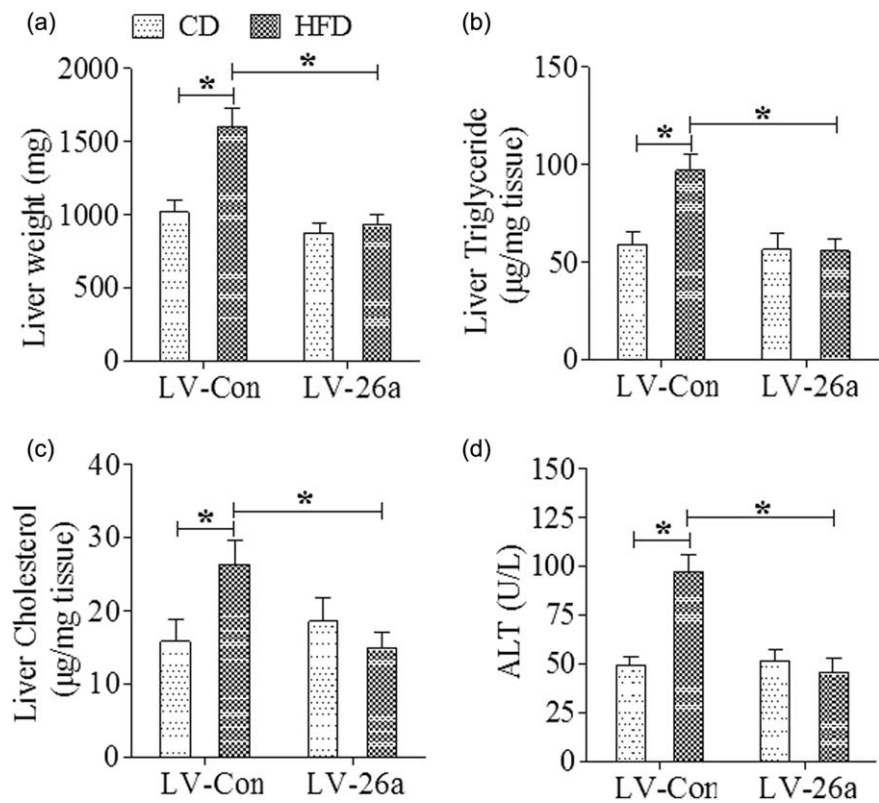 (a) CD HFD
Liver weight (mg)
2000
1500
1000
500
0
* *
LV-Con LV-26a
(b)
Liver Triglyceride
(µg/mg tissue)
150
100
50
0
* *
LV-Con LV-26a
(c)
Liver Cholesterol
(µg/mg tissue)
40
30
20
10
0
* *
LV-Con LV-26a
(d)
ALT (U/L)
150
125
100
75
50
25
0
* *
LV-Con LV-26a